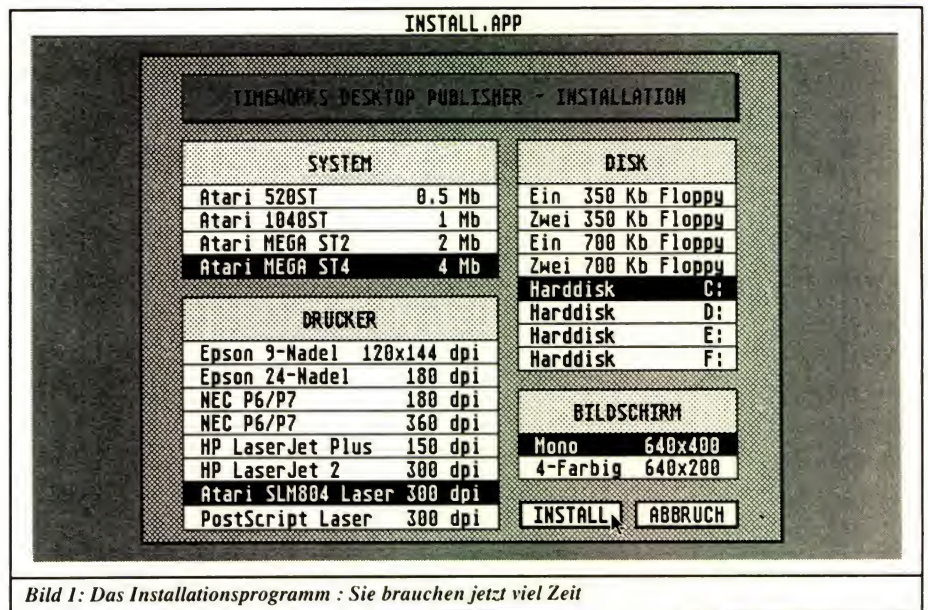 INSTALL.APP
TIMEWORKS DESKTOP PUBLISHER - INSTALLATION
SYSTEM
Atari 520ST 0.5 Mb
Atari 1040ST 1 Mb
Atari MEGA ST2 2 Mb
Atari MEGA ST4 4 Mb
DRUCKER
Epson 9-Nadel 120x144 dpi
Epson 24-Nadel 180 dpi
NEC P6/P7 180 dpi
NEC P6/P7 360 dpi
HP LaserJet Plus 150 dpi
HP LaserJet 2 300 dpi
Atari SLM804 Laser 300 dpi
PostScript Laser 300 dpi
DISK
Ein 350 Kb Floppy
Zwei 350 Kb Floppy
Ein 700 Kb Floppy
Zwei 700 Kb Floppy
Harddisk C:
Harddisk D:
Harddisk E:
Harddisk F:
BILDSCHIRM
Mono 640x400
4-Farbig 640x200
INSTALL ABBRUCH
Bild 1: Das Installationsprogramm : Sie brauchen jetzt viel Zeit